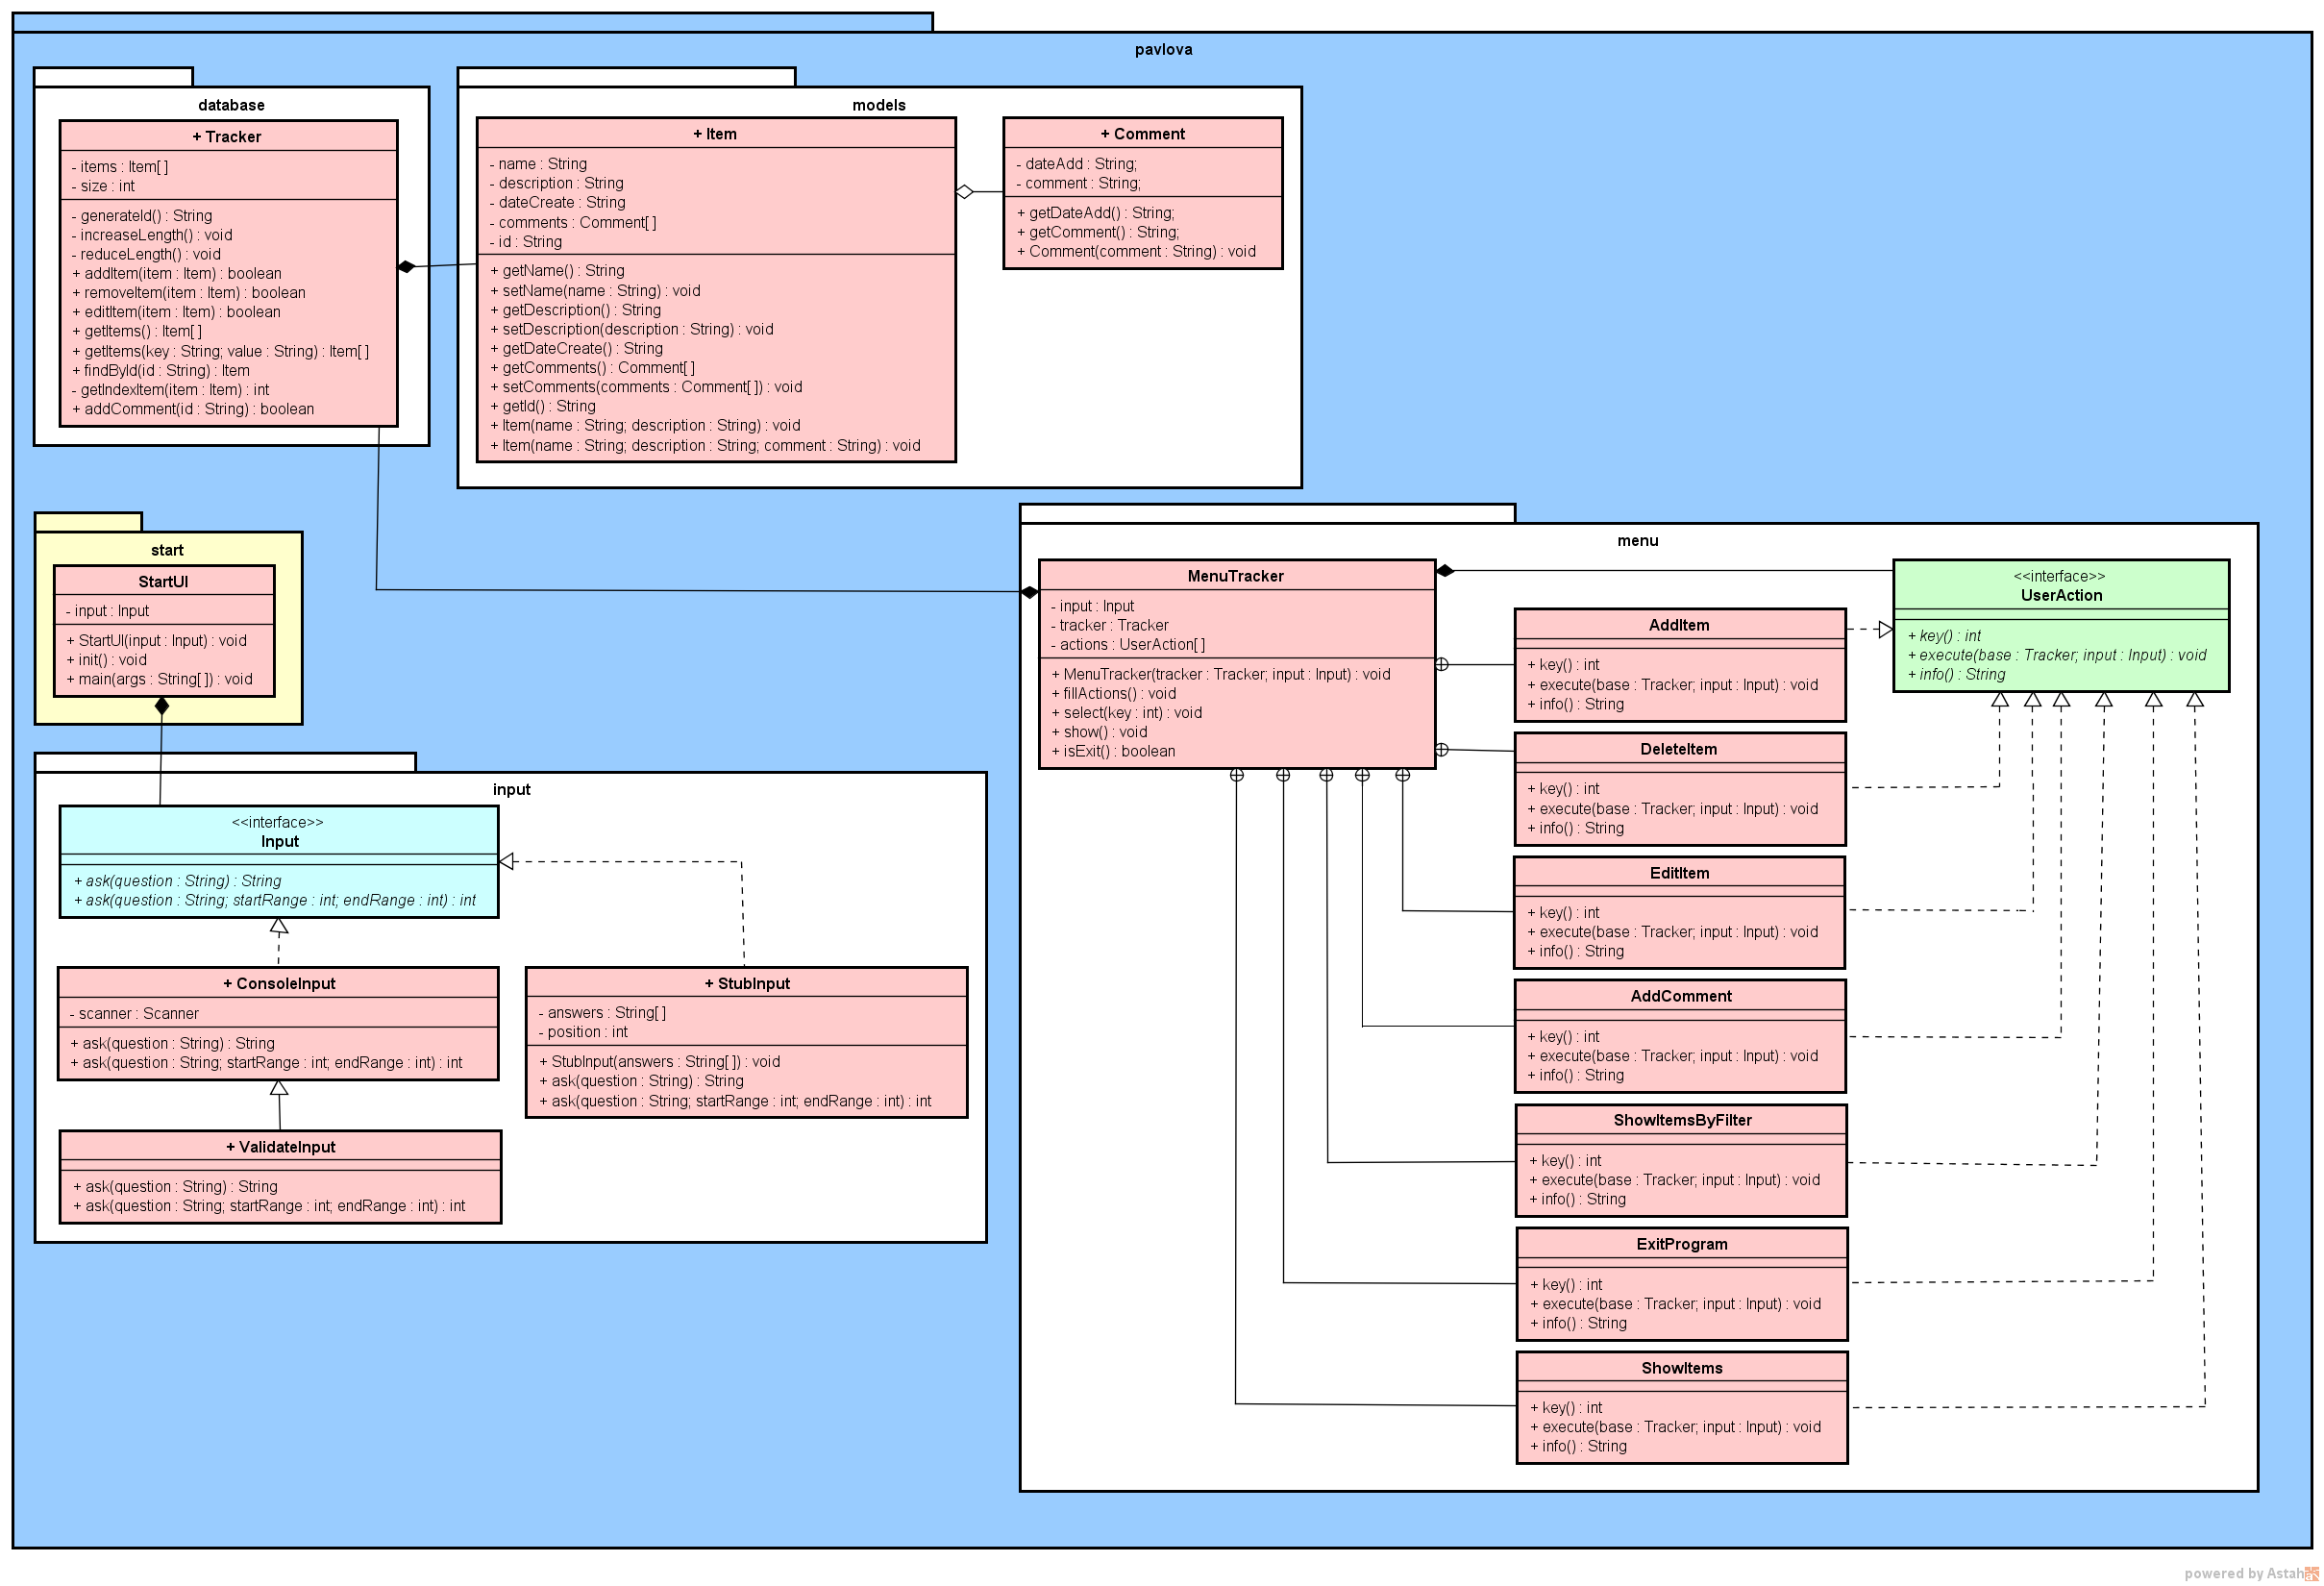 pavlova
database
+ Tracker
- items : Item[ ]
- size : int
- generateId() : String
- increaseLength() : void
- reduceLength() : void
+ addItem(item : Item) : boolean
+ removeItem(item : Item) : boolean
+ editItem(item : Item) : boolean
+ getItems() : Item[ ]
+ getItems(key : String; value : String) : Item[ ]
+ findById(id : String) : Item
- getIndexItem(item : Item) : int
+ addComment(id : String) : boolean
models
+ Item
- name : String
- description : String
- dateCreate : String
- comments : Comment[ ]
- id : String
+ getName() : String
+ setName(name : String) : void
+ getDescription() : String
+ setDescription(description : String) : void
+ getDateCreate() : String
+ getComments() : Comment[ ]
+ setComments(comments : Comment[ ]) : void
+ getId() : String
+ Item(name : String; description : String) : void
+ Item(name : String; description : String; comment : String) : void
+ Comment
- dateAdd : String;
- comment : String;
+ getDateAdd() : String;
+ getComment() : String;
+ Comment(comment : String) : void
start
StartUI
- input : Input
+ StartUI(input : Input) : void
+ init() : void
+ main(args : String[ ]) : void
input
<<interface>>
Input
+ ask(question : String) : String
+ ask(question : String; startRange : int; endRange : int) : int
+ ConsoleInput
- scanner : Scanner
+ ask(question : String) : String
+ ask(question : String; startRange : int; endRange : int) : int
+ StubInput
- answers : String[ ]
- position : int
+ StubInput(answers : String[ ]) : void
+ ask(question : String) : String
+ ask(question : String; startRange : int; endRange : int) : int
+ ValidateInput
+ ask(question : String) : String
+ ask(question : String; startRange : int; endRange : int) : int
menu
MenuTracker
- input : Input
- tracker : Tracker
- actions : UserAction[ ]
+ MenuTracker(tracker : Tracker; input : Input) : void
+ fillActions() : void
+ select(key : int) : void
+ show() : void
+ isExit() : boolean
<<interface>>
UserAction
+ key() : int
+ execute(base : Tracker; input : Input) : void
+ info() : String
AddItem
+ key() : int
+ execute(base : Tracker; input : Input) : void
+ info() : String
DeleteItem
+ key() : int
+ execute(base : Tracker; input : Input) : void
+ info() : String
EditItem
+ key() : int
+ execute(base : Tracker; input : Input) : void
+ info() : String
AddComment
+ key() : int
+ execute(base : Tracker; input : Input) : void
+ info() : String
ShowItemsByFilter
+ key() : int
+ execute(base : Tracker; input : Input) : void
+ info() : String
ExitProgram
+ key() : int
+ execute(base : Tracker; input : Input) : void
+ info() : String
ShowItems
+ key() : int
+ execute(base : Tracker; input : Input) : void
+ info() : String
powered by Astah